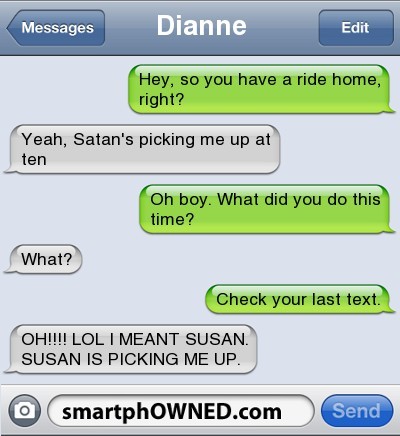 Messages
Dianne
Edit
Hey, so you have a ride home,
right?
Yeah, Satan's picking me up at
ten
Oh boy. What did you do this
time?
What?
Check your last text.
OH!!!! LOL I MEANT SUSAN.
SUSAN IS PICKING ME UP.
smartphOWNED.com
Send